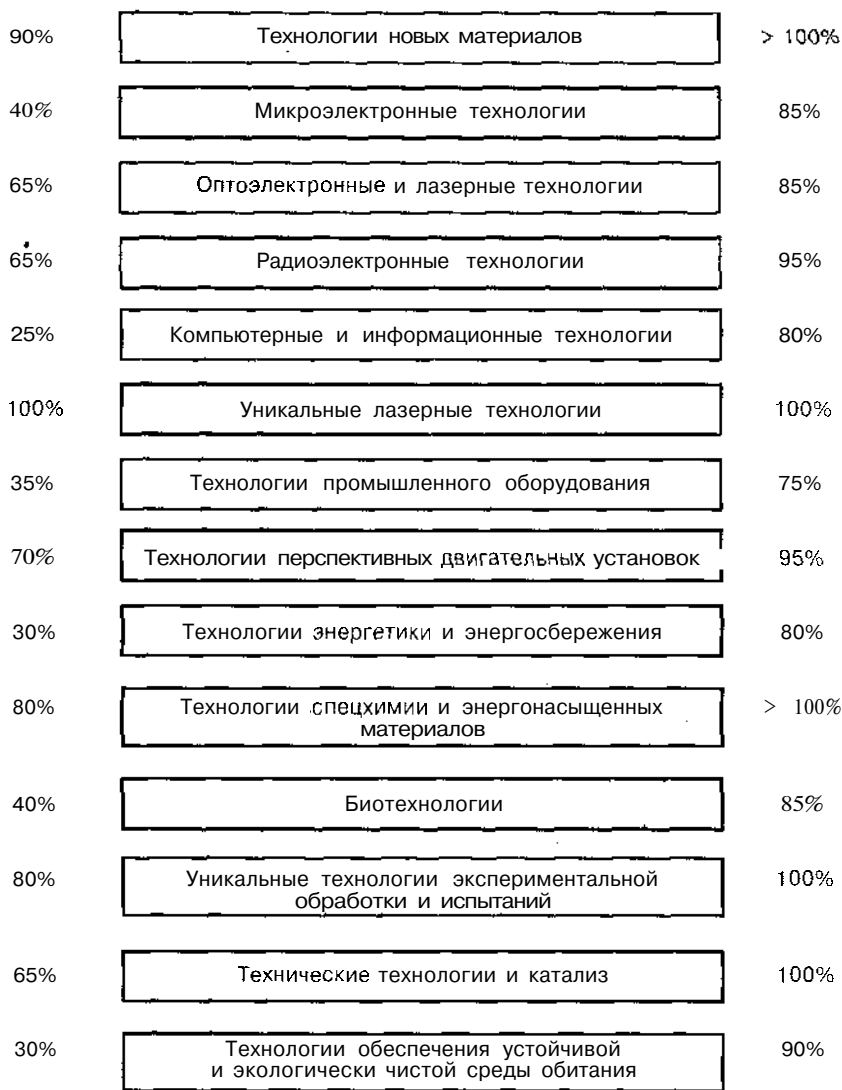 90% Технологии новых материалов > 100%
40% Микроэлектронные технологии 85%
65% Оптоэлектронные и лазерные технологии 85%
65% Радиоэлектронные технологии 95%
25% Компьютерные и информационные технологии 80%
100% Уникальные лазерные технологии 100%
35% Технологии промышленного оборудования 75%
70% Технологии перспективных двигательных установок 95%
30% Технологии энергетики и энергосбережения 80%
80% Технологии спецхимии и энергонасыщенных > 100%
материалов
40% Биотехнологии 85%
80% Уникальные технологии экспериментальной 100%
обработки и испытаний
65% Технические технологии и катализ 100%
30% Технологии обеспечения устойчивой 90%
и экологически чистой среды обитания